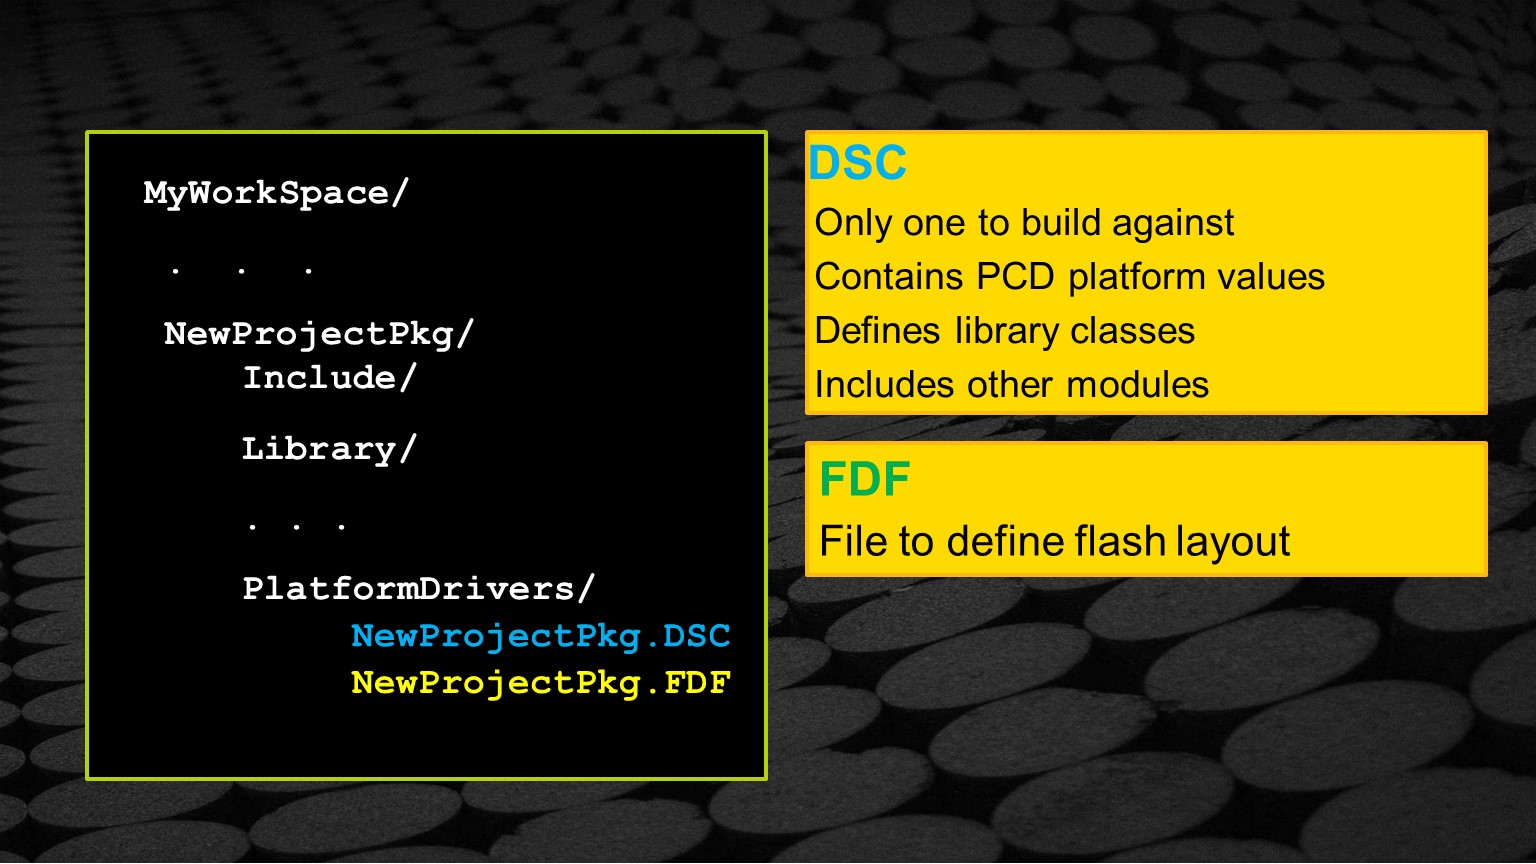 MyWorkSpace/
. . .
NewProjectPkg/
Include/
Library/
. . .
PlatformDrivers/
NewProjectPkg.DSC
NewProjectPkg.FDF
DSC
Only one to build against
Contains PCD platform values
Defines library classes
Includes other modules
FDF
File to define flash layout